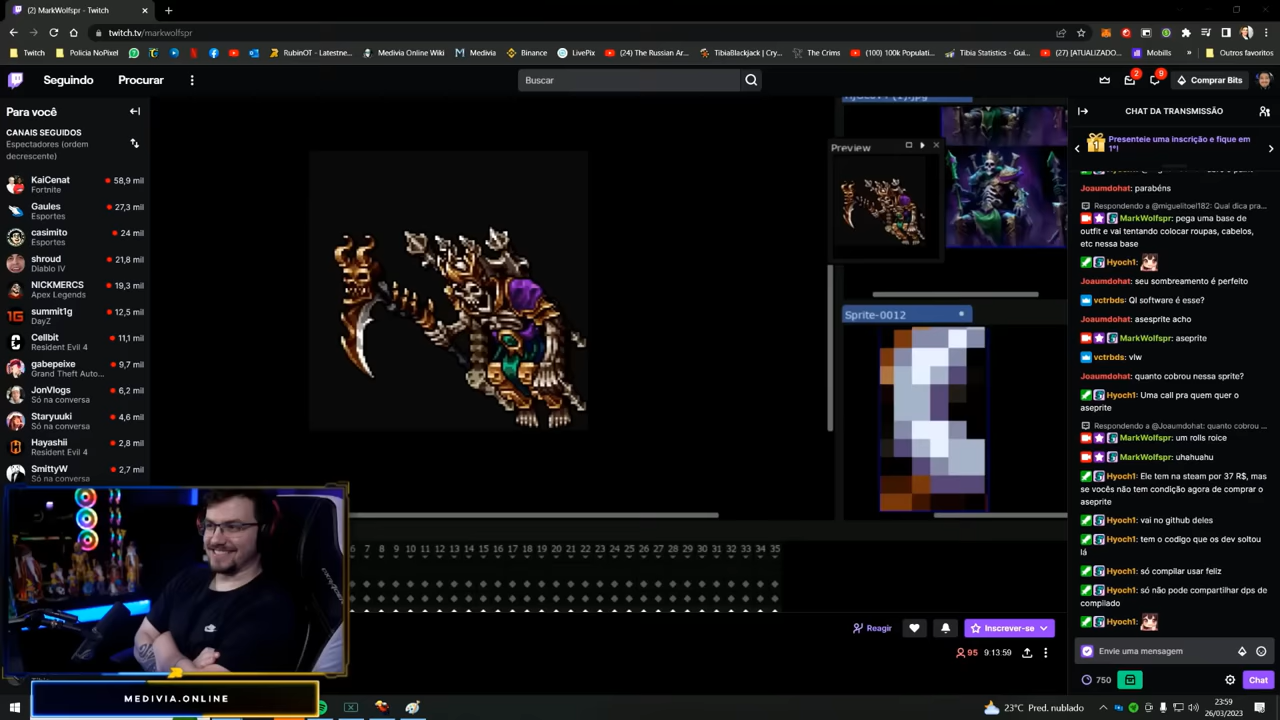 (2) MarkWolfspr - Twitch
twitch.tv/markwolfspr
Twitch
Policia NoPixel
RubinOT - Latestne...
Medivia Online Wiki
Medivia
Binance
LivePix
(24) The Russian Ar...
TibiaBlackjack | Cry...
The Crims
(100) 100k Populati...
Tibia Statistics - Gui...
(27) [ATUALIZADO...
Mobills
Outros favoritos
Seguindo
Procurar
Buscar
2
9
Comprar Bits
Para você
CANAIS SEGUIDOS
Espectadores (ordem
decrescente)
KaiCenat
58,9 mil
Fortnite
Gaules
27,3 mil
Esportes
casimito
24 mil
Esportes
shroud
21,8 mil
Diablo IV
NICKMERCS
19,3 mil
Apex Legends
summit1g
12,5 mil
DayZ
Cellbit
11,1 mil
Resident Evil 4
gabepeixe
9,7 mil
Grand Theft Auto...
JonVlogs
6,2 mil
Só na conversa
Staryuuki
4,6 mil
Só na conversa
Hayashii
2,8 mil
Resident Evil 4
SmittyW
2,7 mil
Só na conversa
Preview
Sprite-0012
6 7 8 9 10 11 12 13 14 15 16 17 18 19 20 21 22 23 24 25 26 27 28 29 30 31 32 33 34 35
MEDIVIA.ONLINE
Reagir
Inscrever-se
95
9:13:59
CHAT DA TRANSMISSÃO
1
Presenteie uma inscrição e fique em
1º!
Joaumdohat: parabéns
Respondendo a @miguelitoel182: Qual dica pra...
MarkWolfspr: pega uma base de
outfit e vai tentando colocar roupas, cabelos,
etc nessa base
Hyoch1:
Joaumdohat: seu sombreamento é perfeito
vctrbds: QI software é esse?
Joaumdohat: asesprite acho
MarkWolfspr: aseprite
vctrbds: vlw
Joaumdohat: quanto cobrou nessa sprite?
Hyoch1: Uma call pra quem quer o
aseprite
Respondendo a @Joaumdohat: quanto cobrou ...
MarkWolfspr: um rolls roice
MarkWolfspr: uhahuahu
Hyoch1: Ele tem na steam por 37 R$, mas
se vocês não tem condição agora de comprar o
aseprite
Hyoch1: vai no github deles
Hyoch1: tem o codigo que os dev soltou
lá
Hyoch1: só compilar usar feliz
Hyoch1: só não pode compartilhar dps de
compilado
Hyoch1:
Envie uma mensagem
750
Chat
23°C Pred. nublado
23:59
26/03/2023